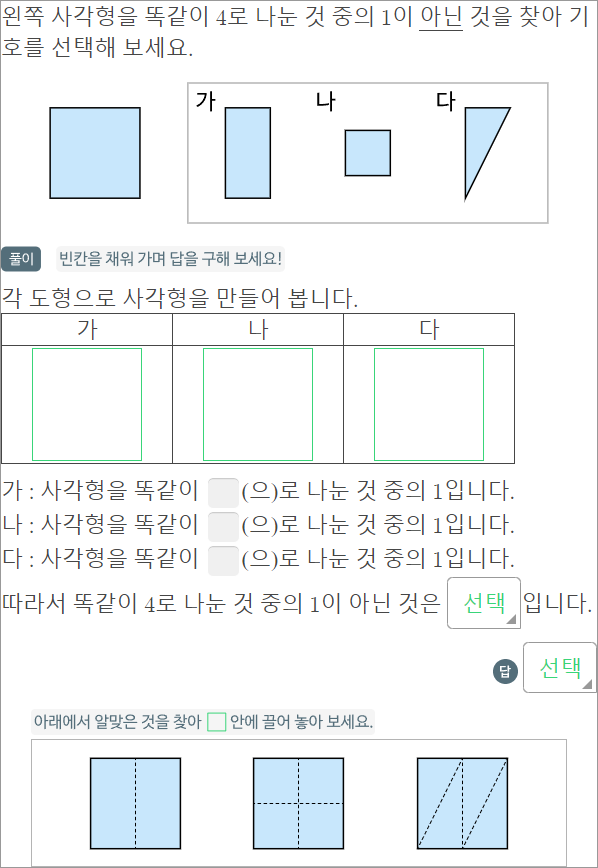 왼쪽 사각형을 똑같이 4로 나눈 것 중의 1이 아닌 것을 찾아 기
호를 선택해 보세요.
가 나 다
풀이 빈칸을 채워 가며 답을 구해 보세요!
각 도형으로 사각형을 만들어 봅니다.
가 나 다
가 : 사각형을 똑같이 (으)로 나눈 것 중의 1입니다.
나 : 사각형을 똑같이 (으)로 나눈 것 중의 1입니다.
다 : 사각형을 똑같이 (으)로 나눈 것 중의 1입니다.
따라서 똑같이 4로 나눈 것 중의 1이 아닌 것은 선택 입니다.
답 선택
아래에서 알맞은 것을 찾아 안에 끌어 놓아 보세요.